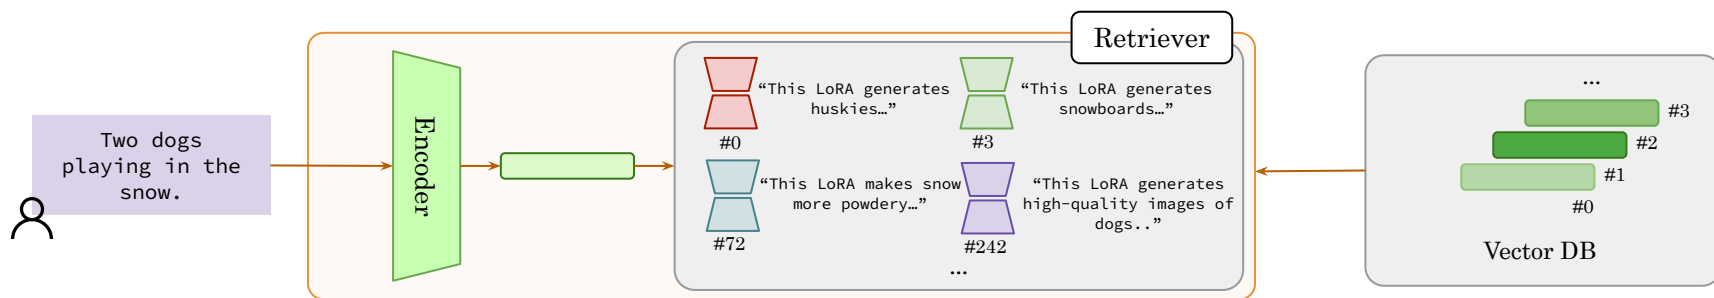 Two dogs
playing in the
snow.
Encoder
Retriever
“This LoRA generates
huskies…”
#0
“This LoRA generates
snowboards…”
#3
“This LoRA makes snow
more powdery…”
#72
“This LoRA generates
high-quality images of
dogs..”
#242
...
...
#3
#2
#1
#0
Vector DB